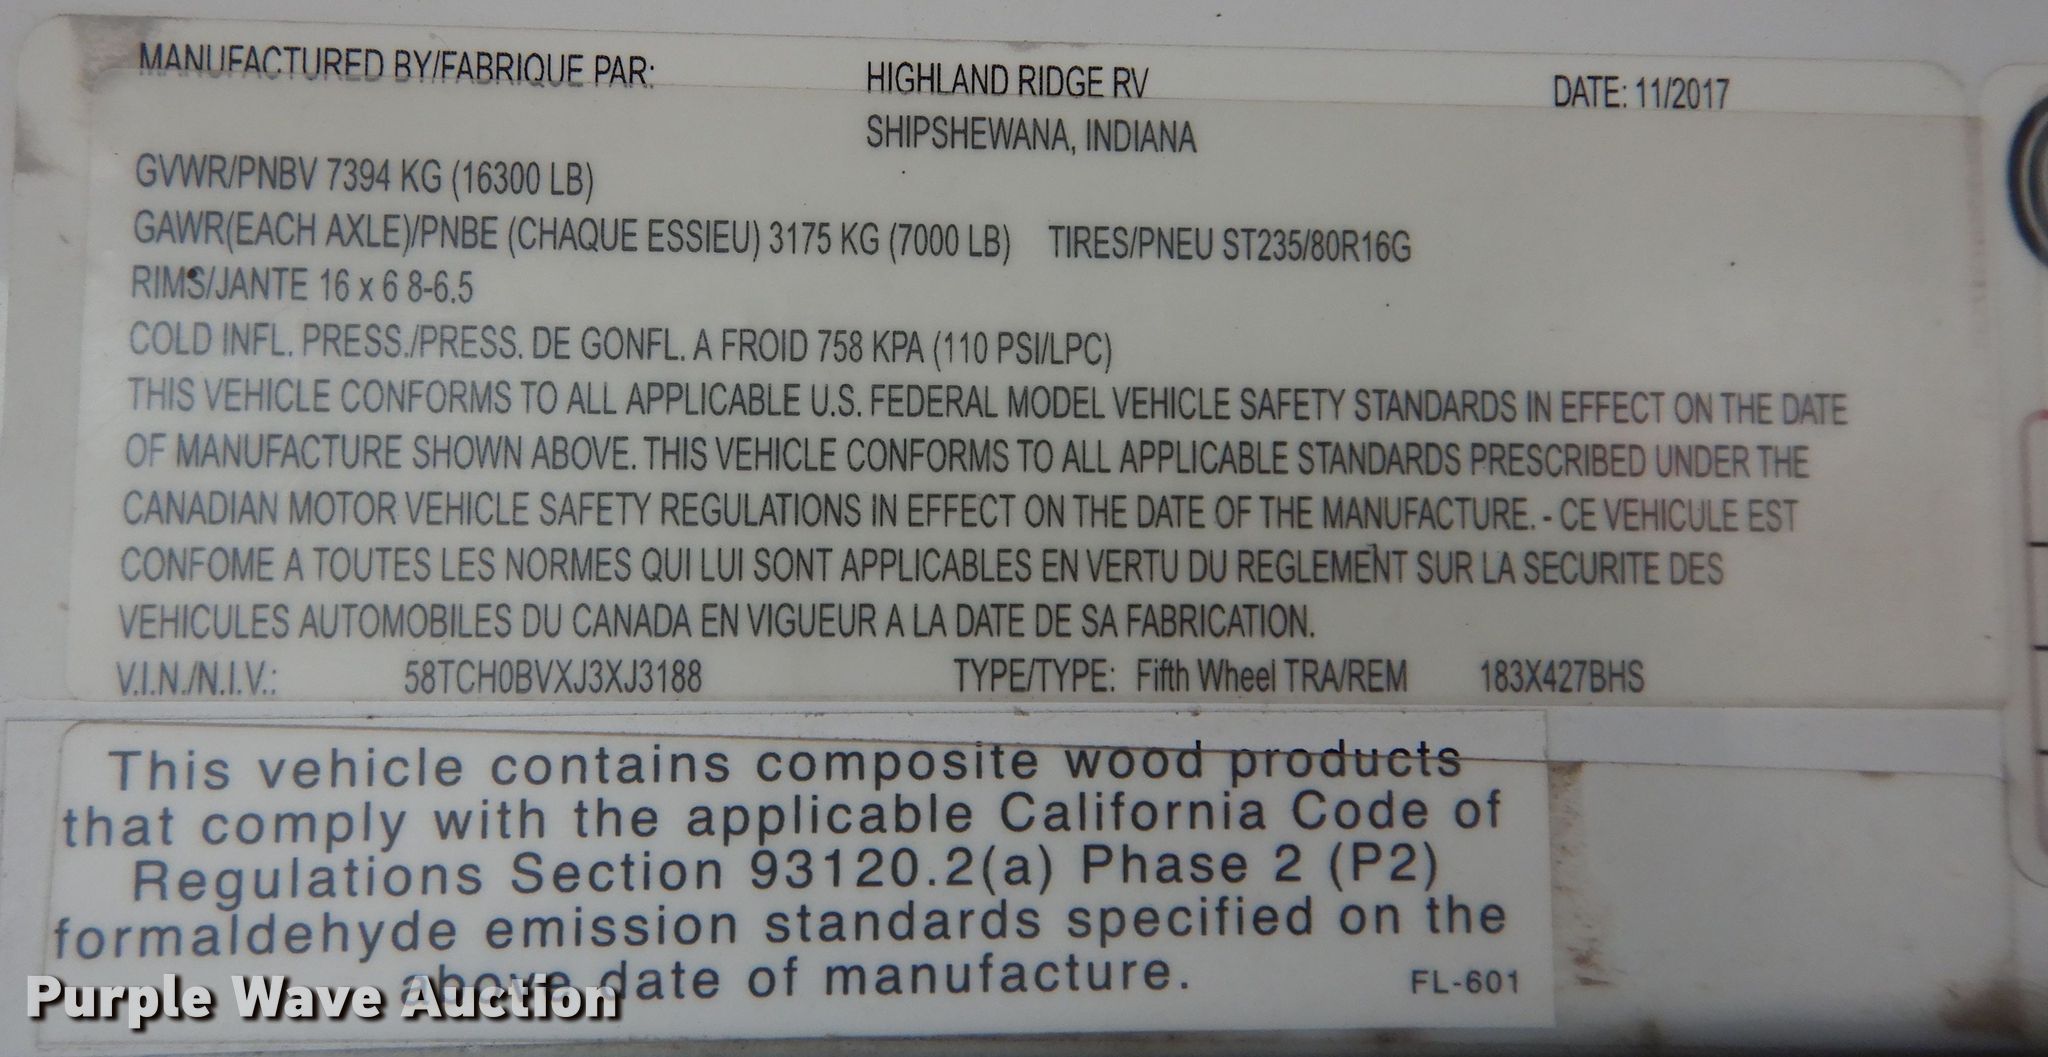 MANUFACTURED BY/FABRIQUE PAR: HIGHLAND RIDGE RV DATE: 11/2017
SHIPSHEWANA, INDIANA
GVWR/PNBV 7394 KG (16300 LB)
GAWR(EACH AXLE)/PNBE (CHAQUE ESSIEU) 3175 KG (7000 LB) TIRES/PNEU ST235/80R16G
RIMS/JANTE 16 x 6 8-6.5
COLD INFL. PRESS./PRESS. DE GONFL. A FROID 758 KPA (110 PSI/LPC)
THIS VEHICLE CONFORMS TO ALL APPLICABLE U.S. FEDERAL MODEL VEHICLE SAFETY STANDARDS IN EFFECT ON THE DATE
OF MANUFACTURE SHOWN ABOVE. THIS VEHICLE CONFORMS TO ALL APPLICABLE STANDARDS PRESCRIBED UNDER THE
CANADIAN MOTOR VEHICLE SAFETY REGULATIONS IN EFFECT ON THE DATE OF THE MANUFACTURE. - CE VEHICULE EST
CONFOME A TOUTES LES NORMES QUI LUI SONT APPLICABLES EN VERTU DU REGLEMENT SUR LA SECURITE DES
VEHICULES AUTOMOBILES DU CANADA EN VIGUEUR A LA DATE DE SA FABRICATION.
V.I.N./N.I.V.: 58TCH0BVXJ3XJ3188 TYPE/TYPE: Fifth Wheel TRA/REM 183X427BHS
This vehicle contains composite wood products
that comply with the applicable California Code of
Regulations Section 93120.2(a) Phase 2 (P2)
formaldehyde emission standards specified on the
above date of manufacture. FL-601
Purple Wave Auction